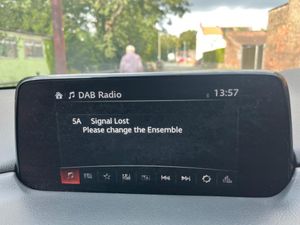 DAB Radio 13:57
5A Signal Lost
Please change the Ensemble